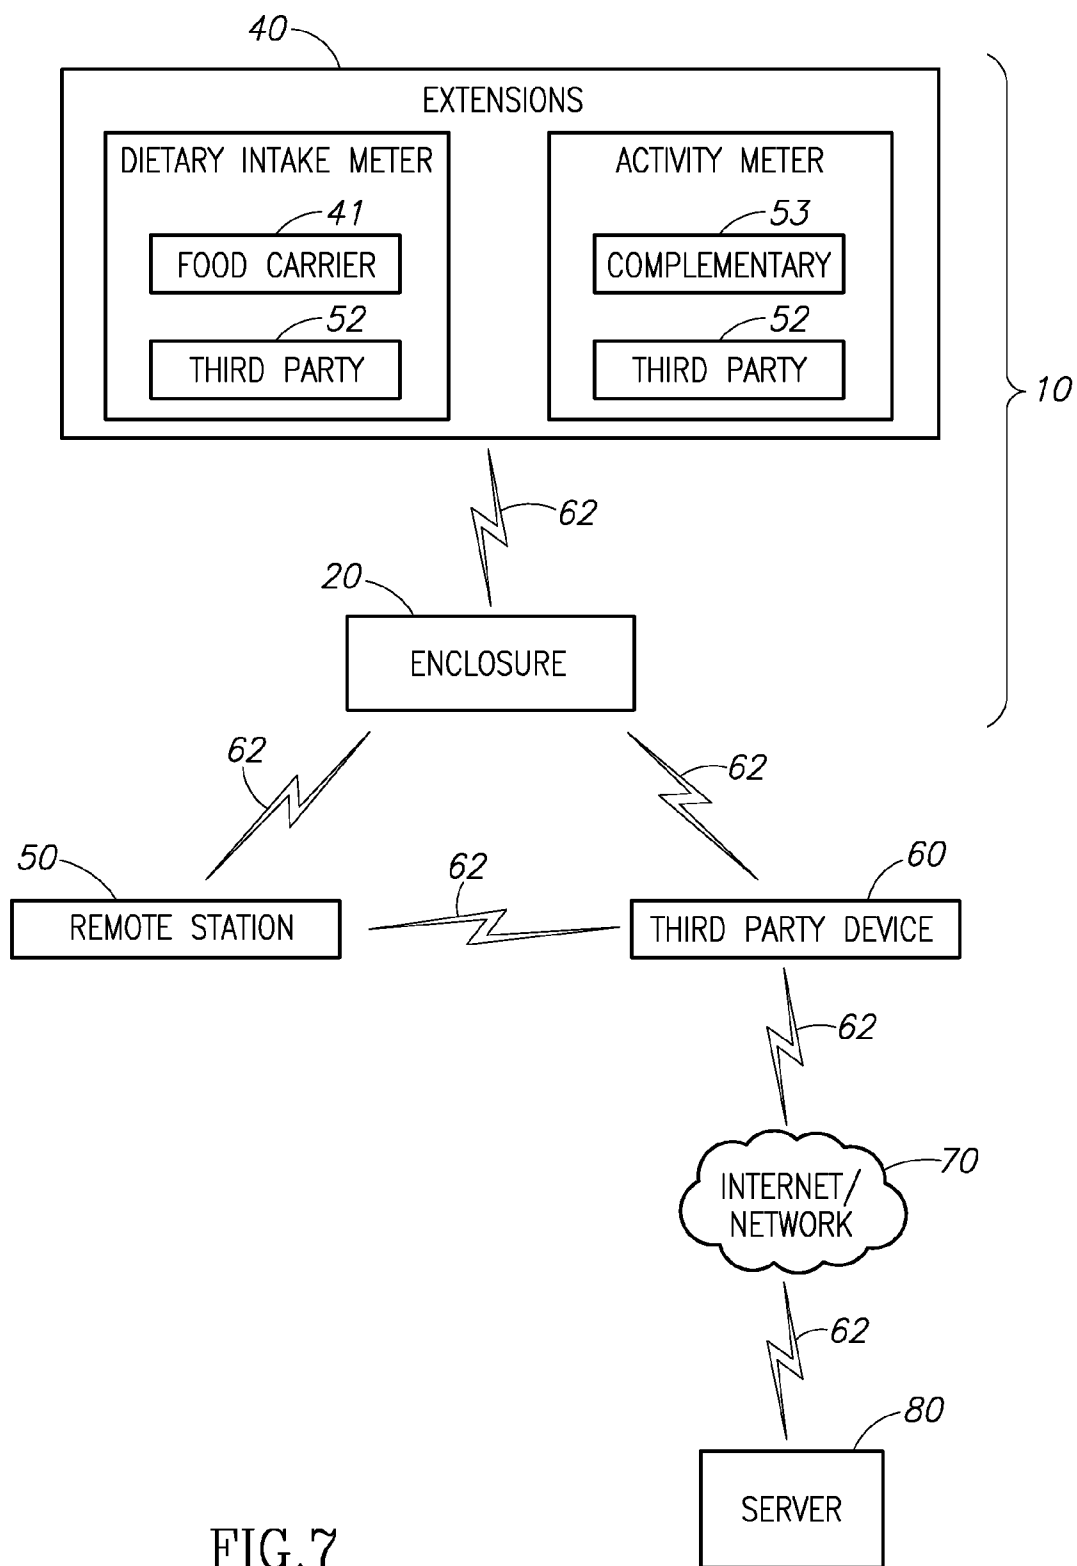 40
EXTENSIONS
DIETARY INTAKE METER
ACTIVITY METER
41
53
FOOD CARRIER
COMPLEMENTARY
52
52
THIRD PARTY
THIRD PARTY
10
62
20
ENCLOSURE
62
62
50
62
60
REMOTE STATION
THIRD PARTY DEVICE
62
70
INTERNET/
NETWORK
62
80
SERVER
FIG.7